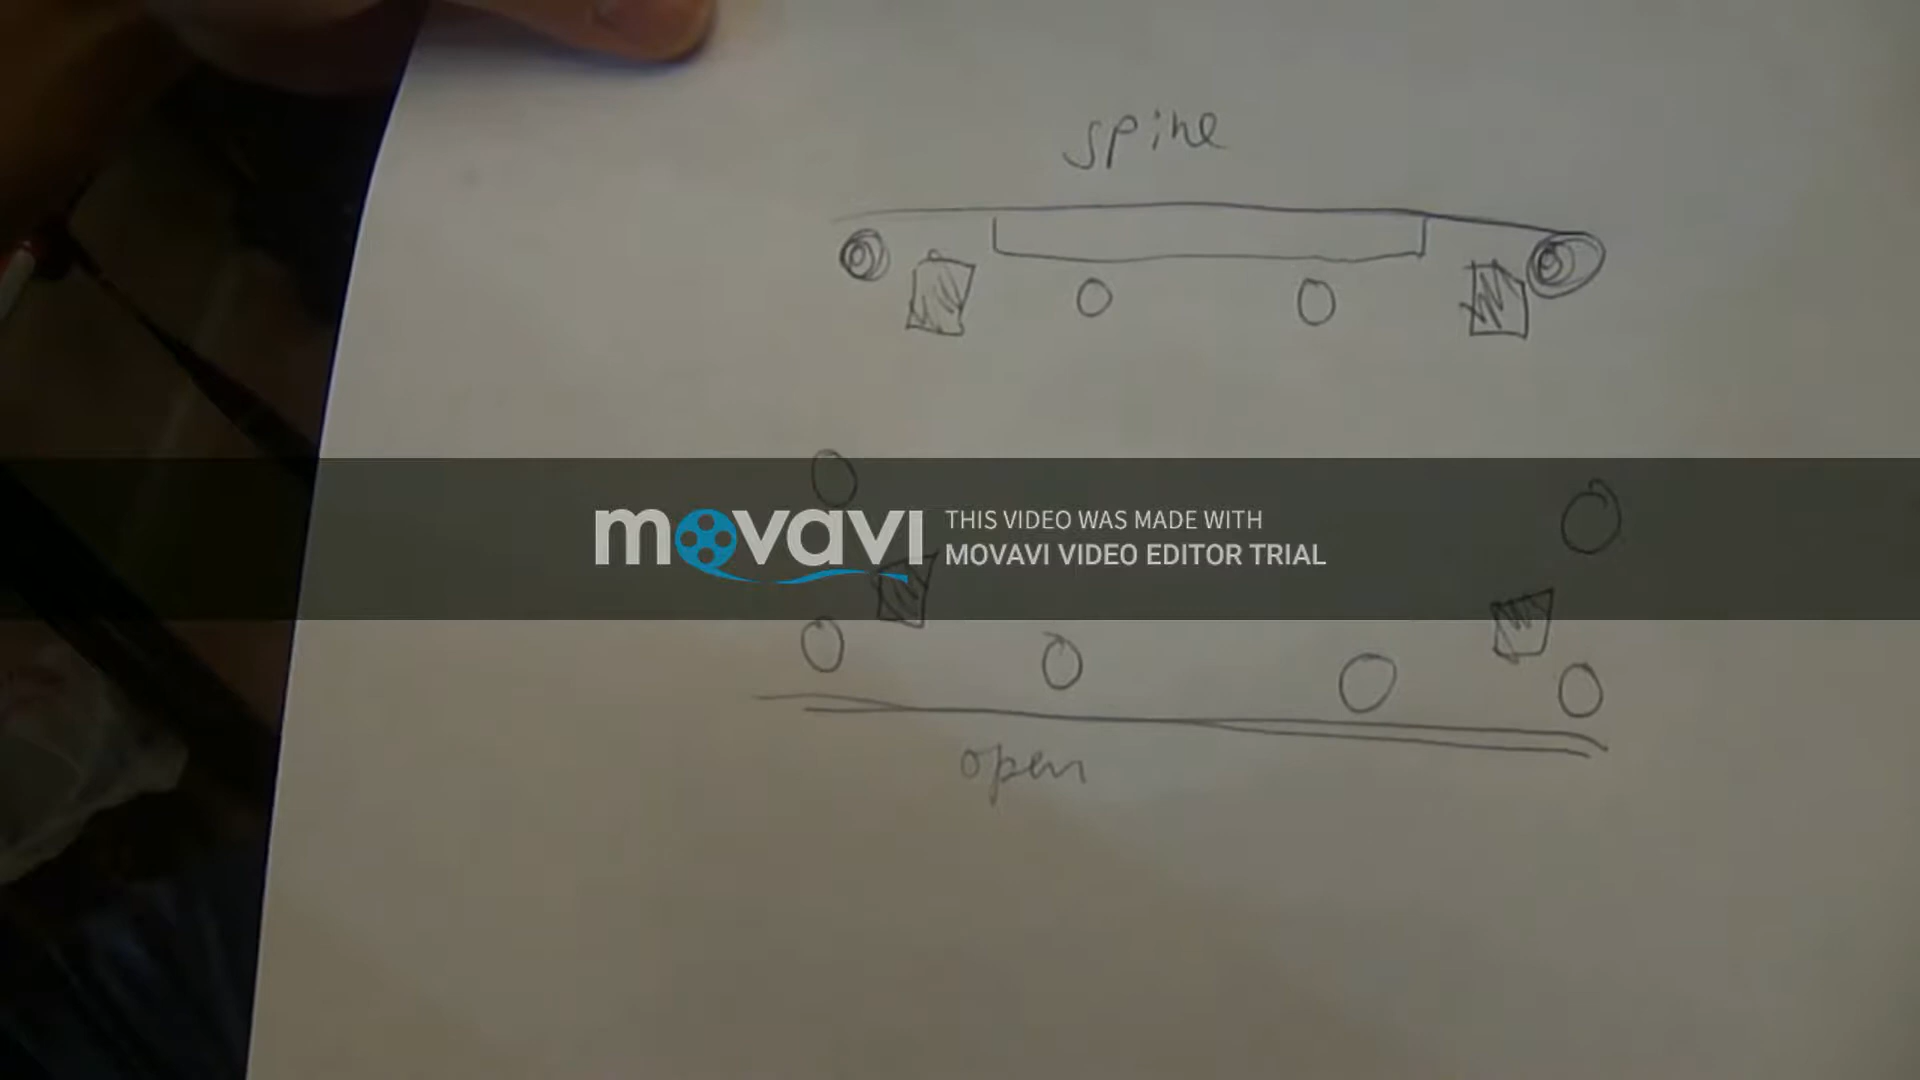 spine
movavi
THIS VIDEO WAS MADE WITH
MOVAVI VIDEO EDITOR TRIAL
open